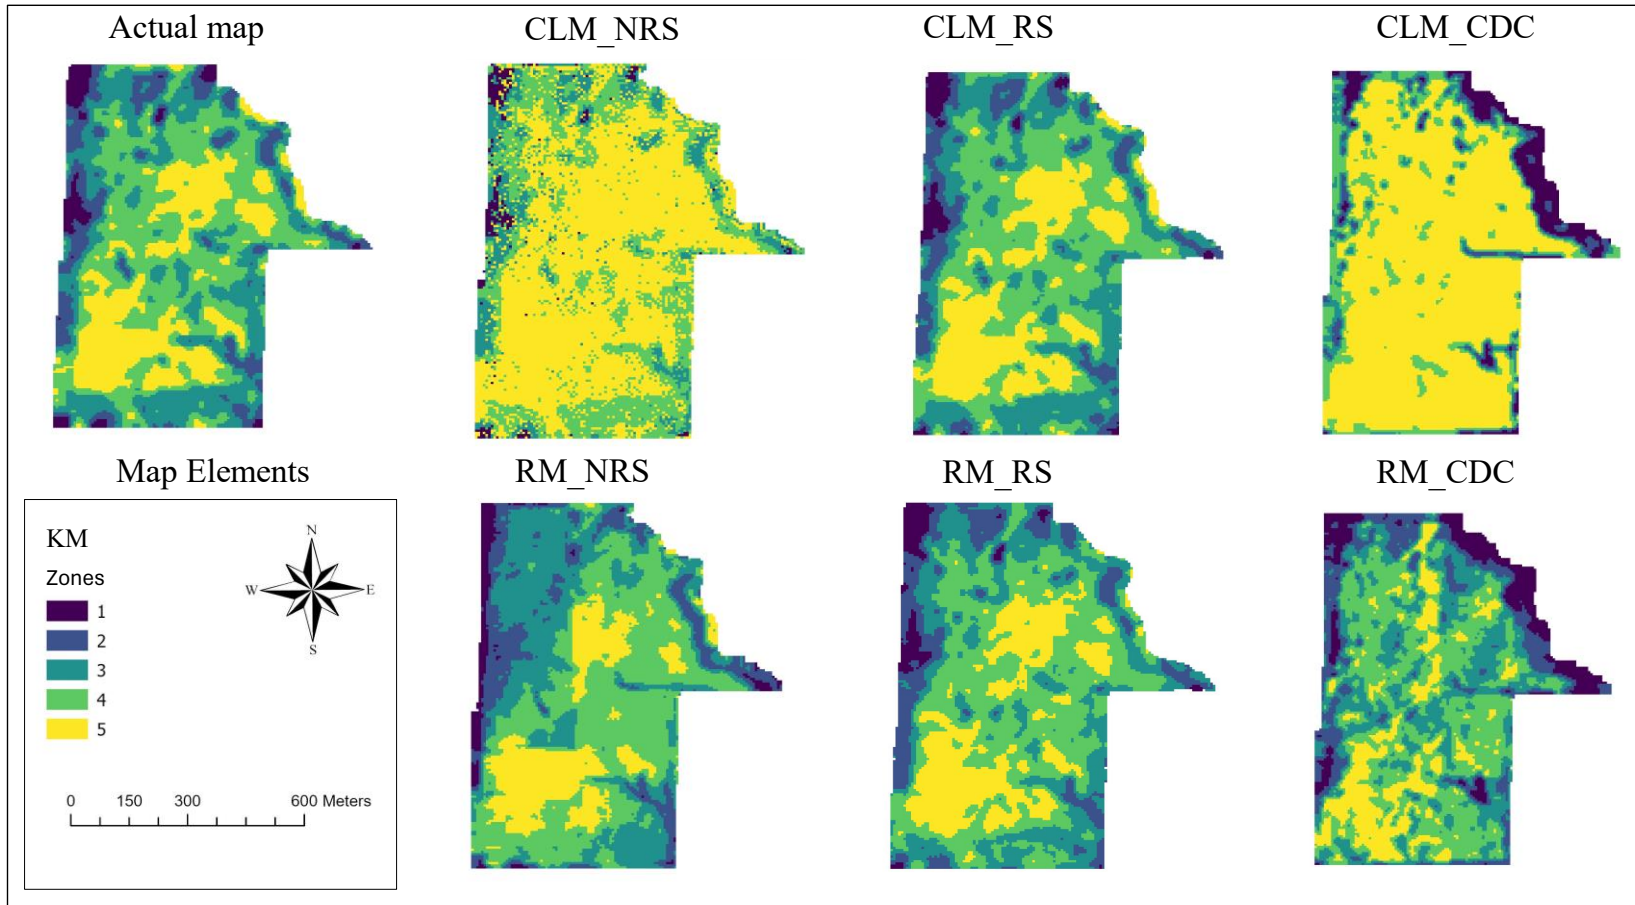 Actual map
CLM_NRS
CLM_RS
CLM_CDC
Map Elements
RM_NRS
RM_RS
RM_CDC
KM
Zones
1
2
3
4
5
N
W
E
S
0 150 300 600 Meters